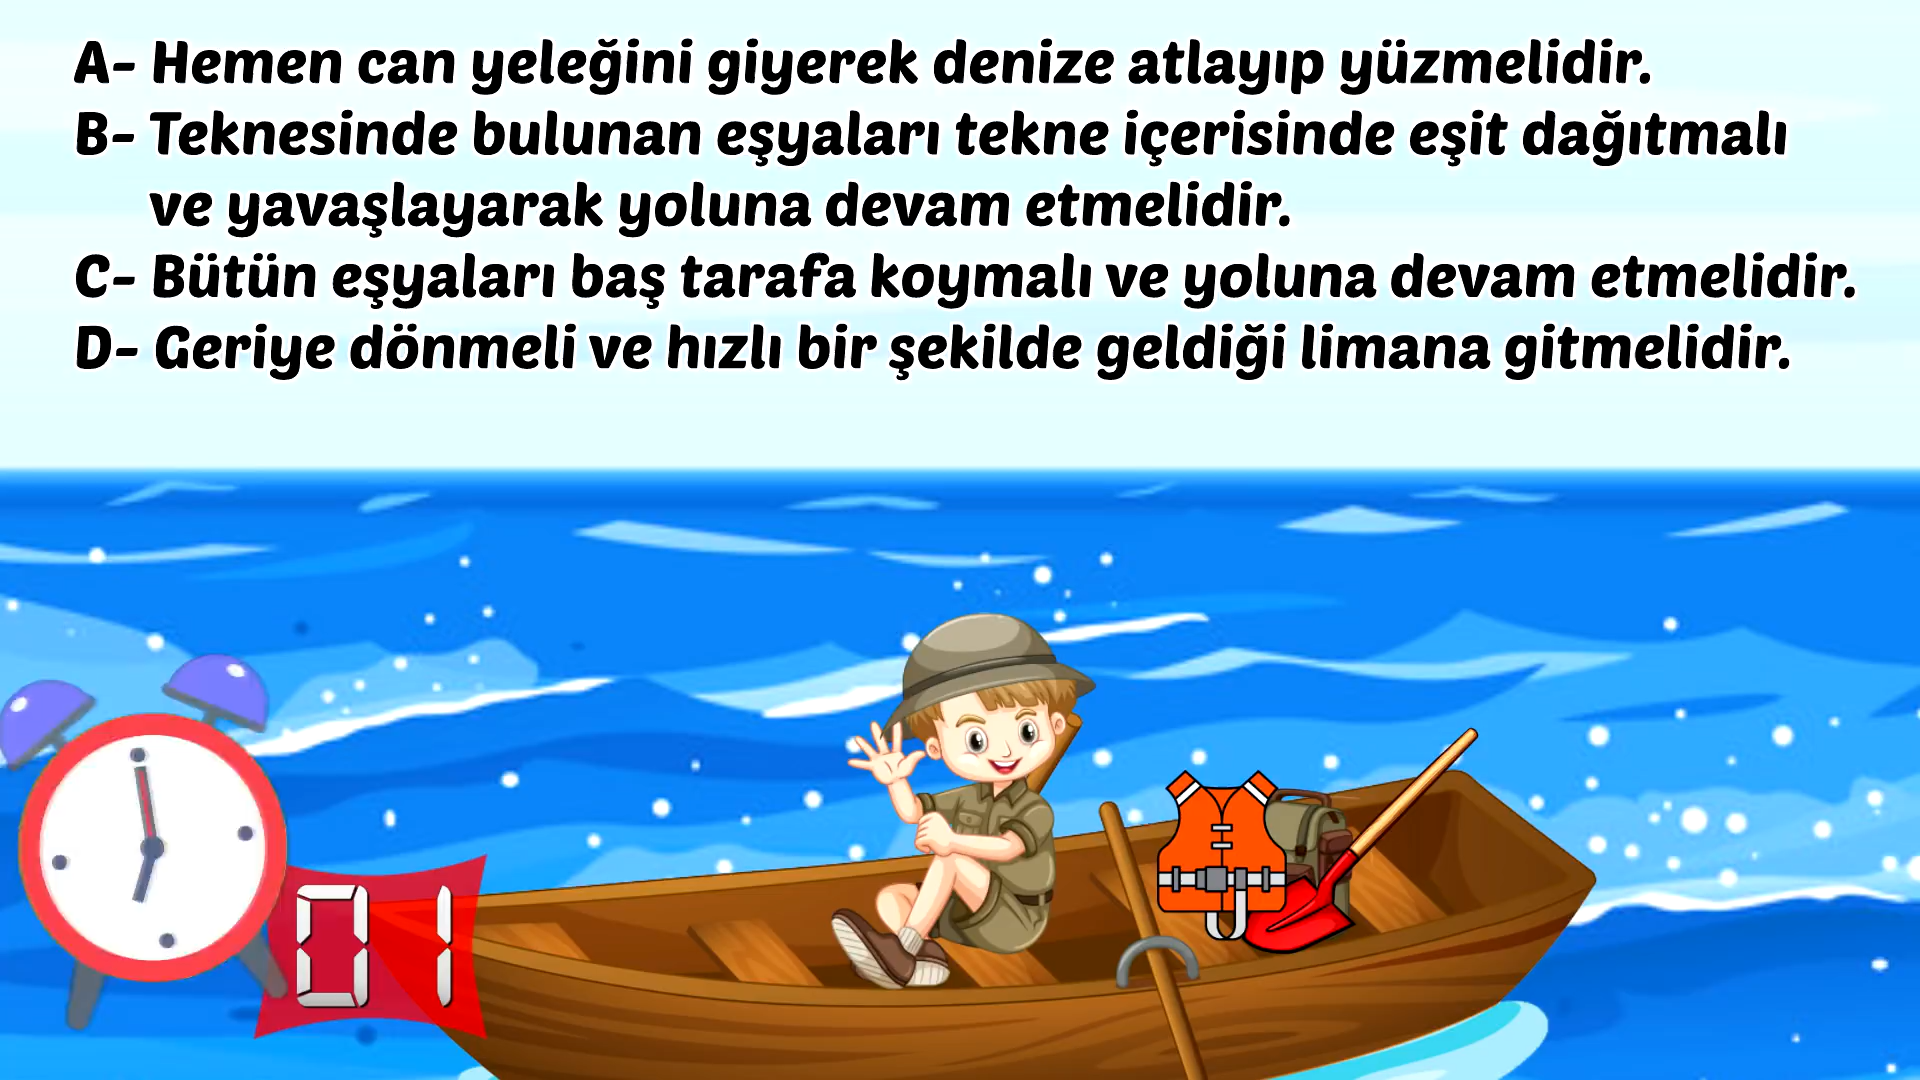 A- Hemen can yeleğini giyerek denize atlayıp yüzmelidir.
B- Teknesinde bulunan eşyaları tekne içerisinde eşit dağıtmalı
ve yavaşlayarak yoluna devam etmelidir.
C- Bütün eşyaları baş tarafa koymalı ve yoluna devam etmelidir.
D- Geriye dönmeli ve hızlı bir şekilde geldiği limana gitmelidir.
01